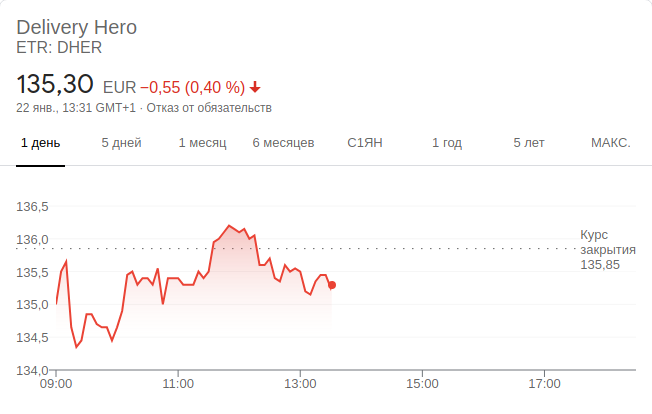 Delivery Hero
ETR: DHER
135,30 EUR −0,55 (0,40 %)
22 янв., 13:31 GMT+1 · Отказ от обязательств
1 день 5 дней 1 месяц 6 месяцев С1ЯН 1 год 5 лет МАКС.
136,5
136,0
135,5
135,0
134,5
134,0
Курс
закрытия
135,85
09:00 11:00 13:00 15:00 17:00